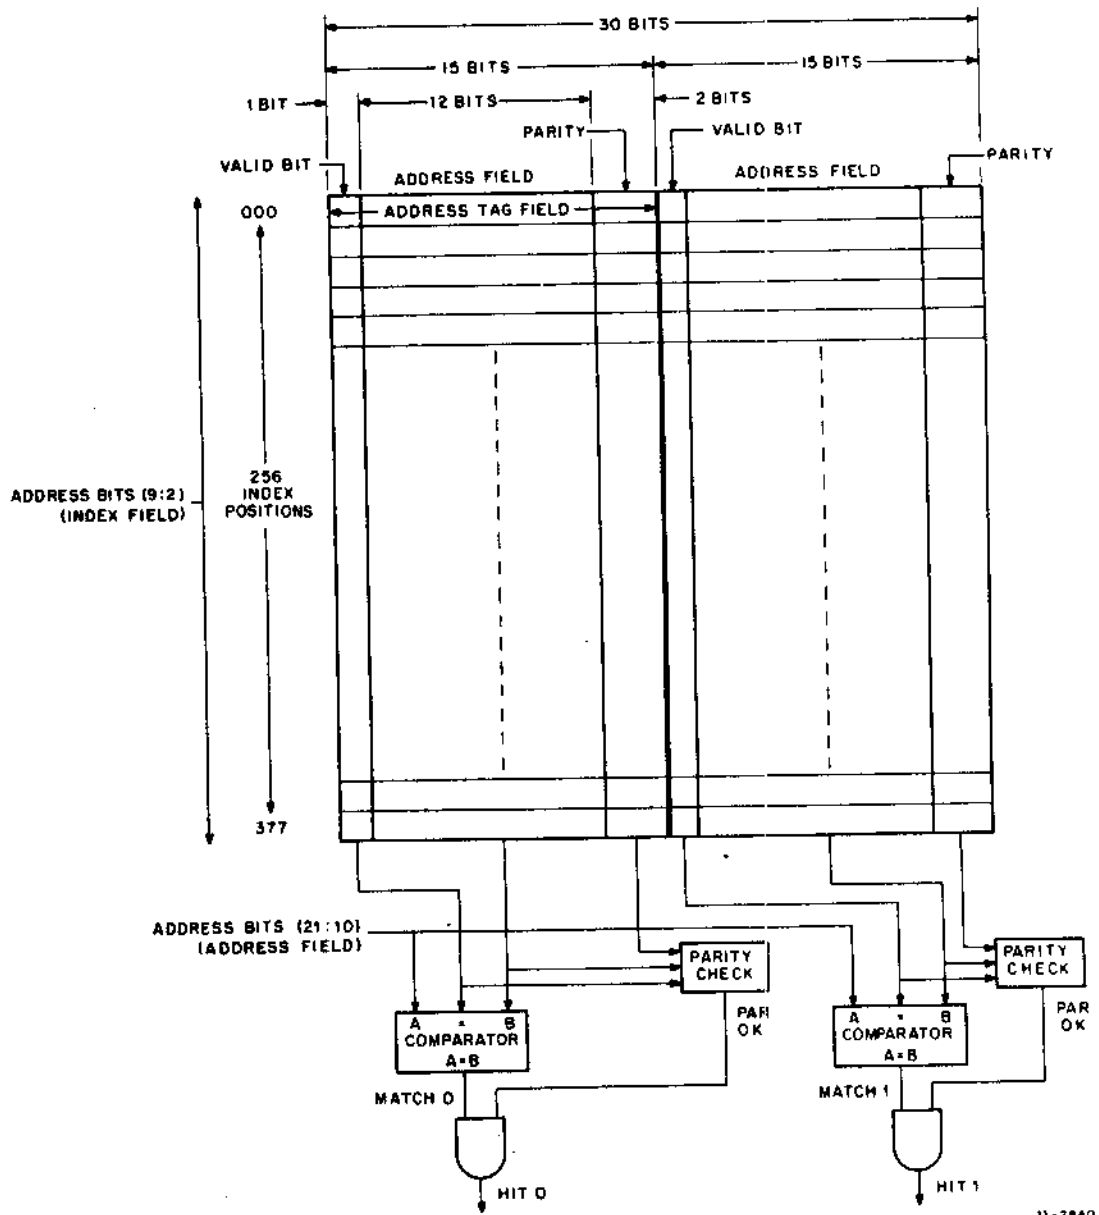 30 BITS
15 BITS 15 BITS
1 BIT 12 BITS 2 BITS
PARITY VALID BIT
VALID BIT ADDRESS FIELD ADDRESS FIELD PARITY
000 ADDRESS TAG FIELD
ADDRESS BITS (9:2)
(INDEX FIELD)
256
INDEX
POSITIONS
377
ADDRESS BITS (21:10)
(ADDRESS FIELD)
PARITY
CHECK
PARITY
CHECK
A = B
COMPARATOR
A=B
PAR
OK
A = B
COMPARATOR
A=B
PAR
OK
MATCH 0
MATCH 1
HIT 0
HIT 1
11-2840